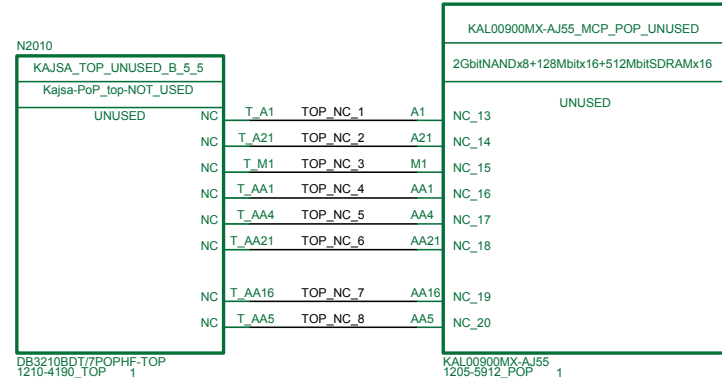 KAL00900MX-AJ55_MCP_POP_UNUSED
N2010
KAJSA_TOP_UNUSED_B_5_5
2GbitNANDx8+128Mbitx16+512MbitSDRAMx16
Kajsa-PoP_top-NOT_USED
UNUSED
UNUSED
NC T_A1 TOP_NC_1 A1 NC_13
NC T_A21 TOP_NC_2 A21 NC_14
NC T_M1 TOP_NC_3 M1 NC_15
NC T_AA1 TOP_NC_4 AA1 NC_16
NC T_AA4 TOP_NC_5 AA4 NC_17
NC T_AA21 TOP_NC_6 AA21 NC_18
NC T_AA16 TOP_NC_7 AA16 NC_19
NC T_AA5 TOP_NC_8 AA5 NC_20
DB3210BDT/7POPHF-TOP
1210-4190_TOP 1
KAL00900MX-AJ55
1205-5912_POP 1